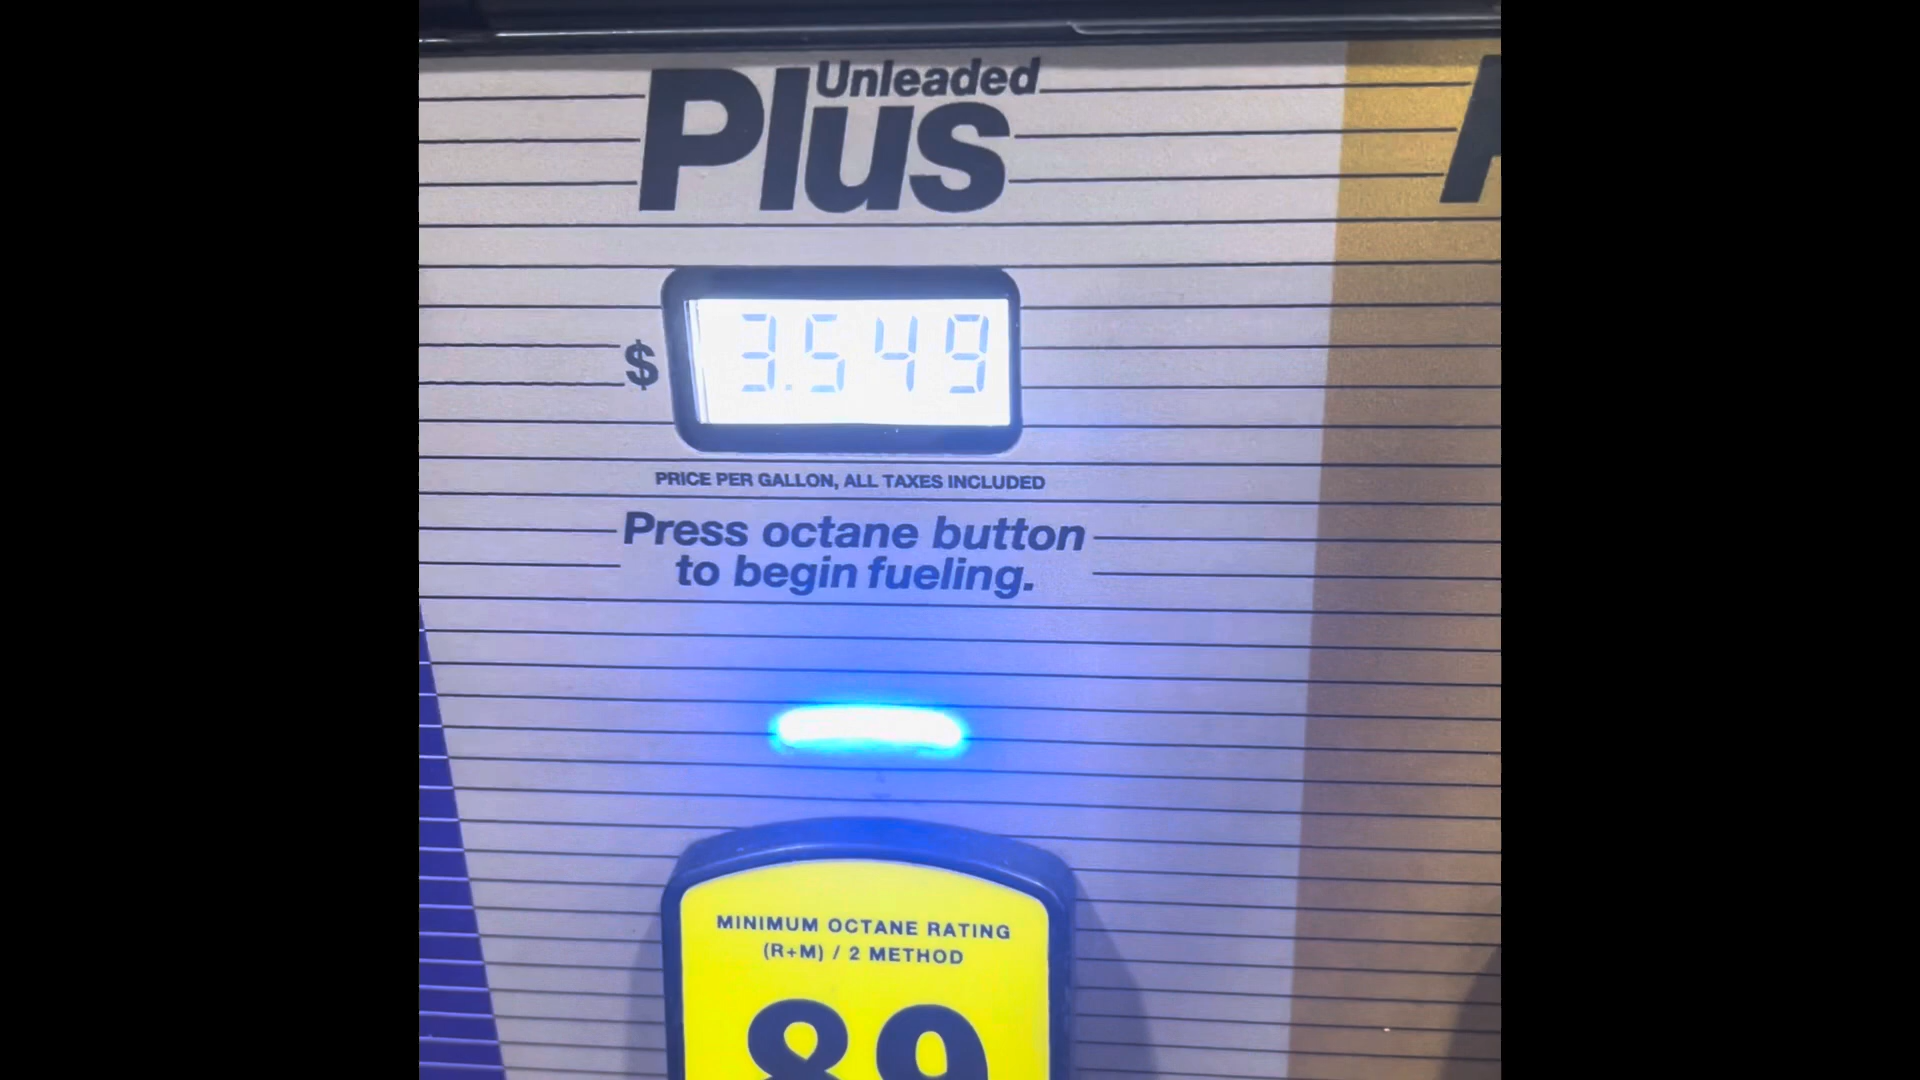 Unleaded
Plus
$ 3.549
PRICE PER GALLON, ALL TAXES INCLUDED
Press octane button
to begin fueling.
MINIMUM OCTANE RATING
(R+M) / 2 METHOD
89